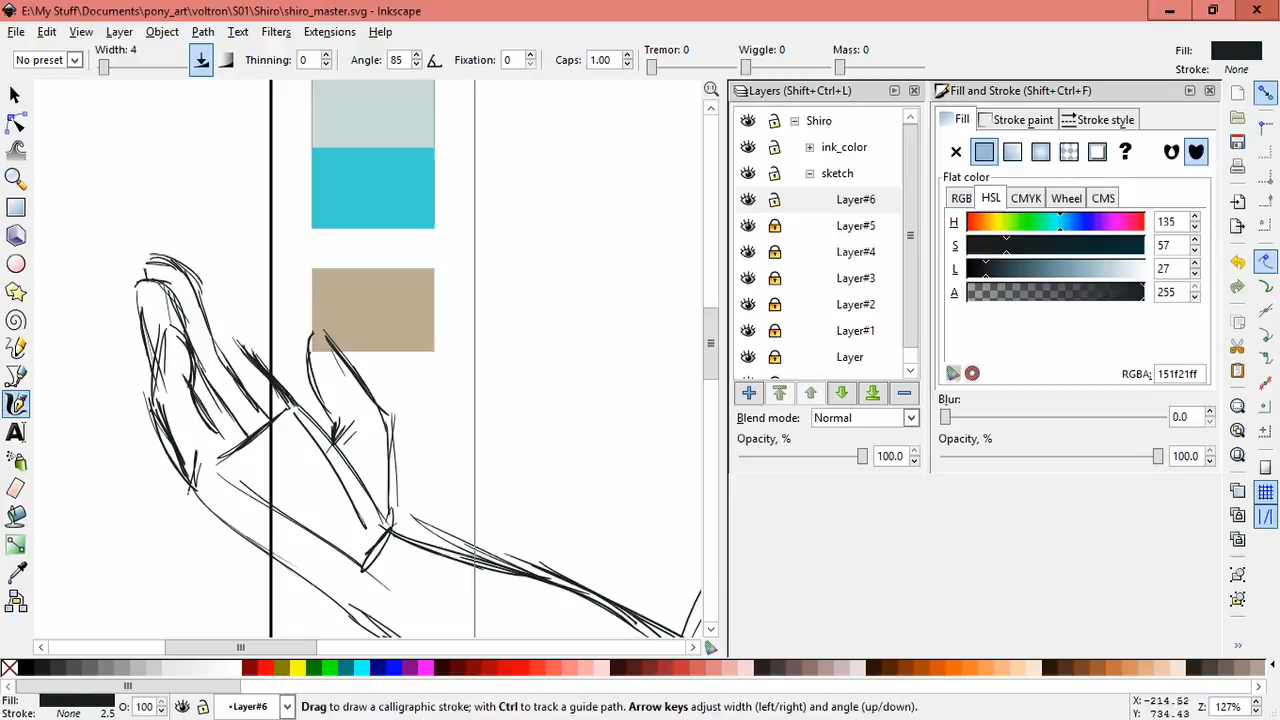 E:\My Stuff\Documents\pony_art\voltron\S01\Shiro\shiro_master.svg - Inkscape
File Edit View Layer Object Path Filters Text Extensions Help
No preset Width: 4 Thinning: 0 Angle: 85 Fixation: 0 Caps: 1.00 Tremor: 0 Wiggle: 0 Mass: 0 Fill: Stroke: None
Layers (Shift+Ctrl+L)
Shiro
ink_color
sketch
Layer#6
Layer#5
Layer#4
Layer#3
Layer#2
Layer#1
Layer
Blend mode: Normal
Opacity, % 100.0
Fill and Stroke (Shift+Ctrl+F)
Fill Stroke paint Stroke style
Flat color
RGB HSL CMYK Wheel CMS
H 135
S 57
L 27
A 255
RGBA: 151f21ff
Blur:
0.0
Opacity, %
100.0
Fill: O: 100 •Layer#6 Drag to draw a calligraphic stroke; with Ctrl to track a guide path. Arrow keys adjust width (left/right) and angle (up/down). X: -214.52 Z: 127%
Stroke: None 2.5 Y: 734.43